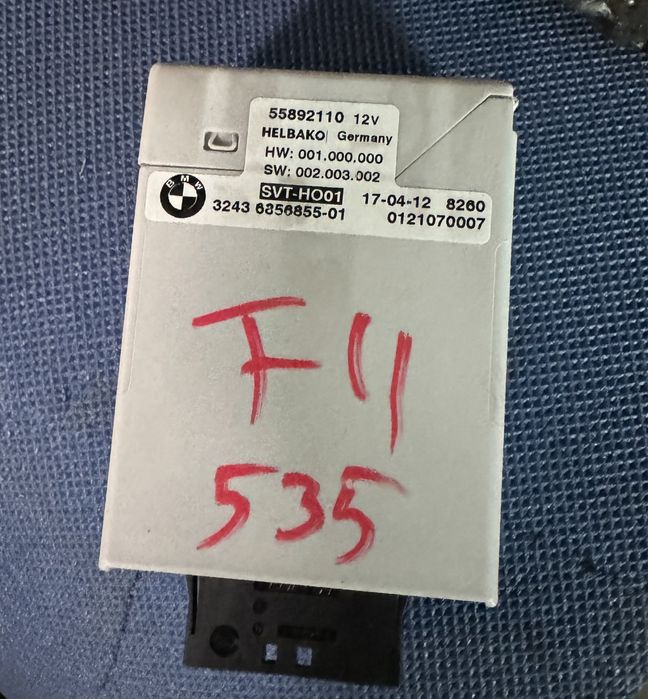 55892110 12V
HELBAKO Germany
HW: 001.000.000
SW: 002.003.002
BMW
SVT-HO01 17-04-12 8260
3243 6856855-01 0121070007
F11
535